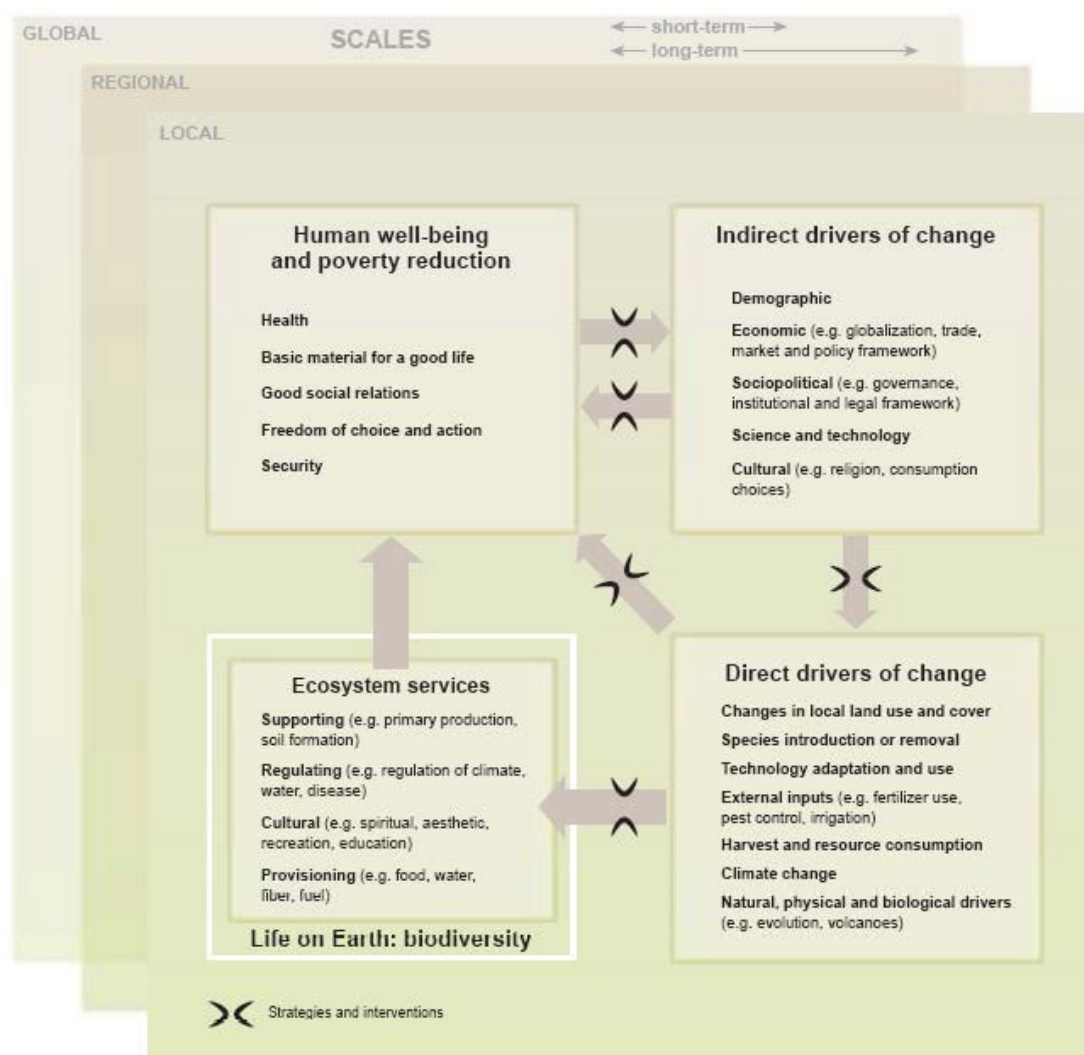 GLOBAL
SCALES
short-term
long-term
REGIONAL
LOCAL
Human well-being
and poverty reduction
Health
Basic material for a good life
Good social relations
Freedom of choice and action
Security
Indirect drivers of change
Demographic
Economic (e.g. globalization, trade,
market and policy framework)
Sociopolitical (e.g. governance,
institutional and legal framework)
Science and technology
Cultural (e.g. religion, consumption
choices)
Ecosystem services
Supporting (e.g. primary production,
soil formation)
Regulating (e.g. regulation of climate,
water, disease)
Cultural (e.g. spiritual, aesthetic,
recreation, education)
Provisioning (e.g. food, water,
fiber, fuel)
Life on Earth: biodiversity
Direct drivers of change
Changes in local land use and cover
Species introduction or removal
Technology adaptation and use
External inputs (e.g. fertilizer use,
pest control, irrigation)
Harvest and resource consumption
Climate change
Natural, physical and biological drivers
(e.g. evolution, volcanoes)
Strategies and interventions